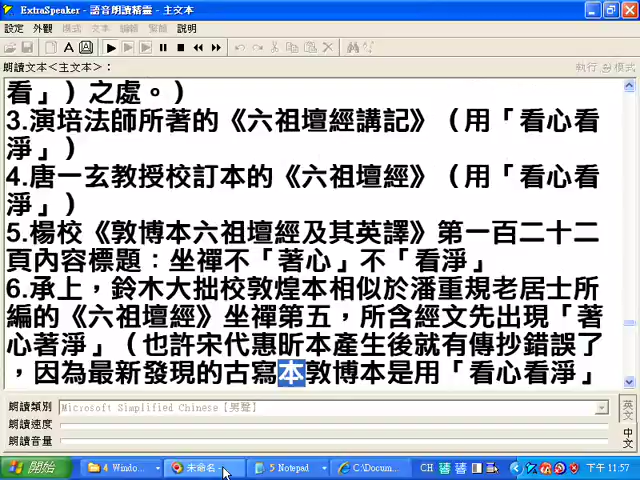 ExtraSpeaker - 語音朗讀精靈 - 主文本
設定 外觀 模式 文本 編輯 繁簡 說明
朗讀文本<主文本>： 執行 模式
看」）之處。）
3.演培法師所著的《六祖壇經講記》（用「看心看
淨」）
4.唐一玄教授校訂本的《六祖壇經》（用「看心看
淨」）
5.楊校《敦博本六祖壇經及其英譯》第一百二十二
頁內容標題：坐禪不「著心」不「看淨」
6.承上，鈴木大拙校敦煌本相似於潘重規老居士所
編的《六祖壇經》坐禪第五，所含經文先出現「著
心著淨」（也許宋代惠昕本產生後就有傳抄錯誤了
，因為最新發現的古寫本敦博本是用「看心看淨」
朗讀類別 Microsoft Simplified Chinese【男聲】
朗讀速度
朗讀音量
英文
中文
開始 4 Windo... 未命名 - 5 Notepad C:\Docum... CH 下午 11:57